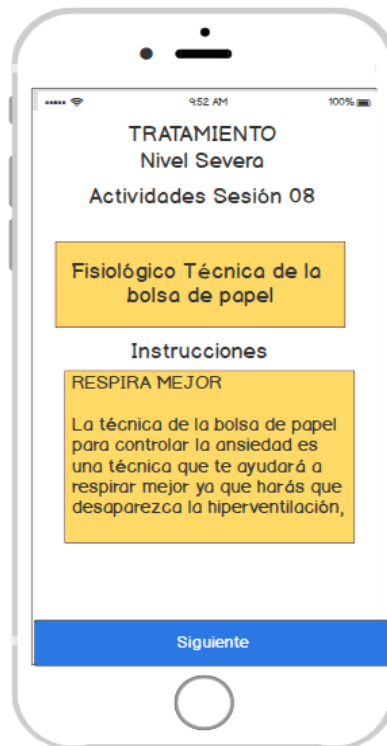 9:52 AM 100%
TRATAMIENTO
Nivel Severa
Actividades Sesión 08
Fisiológico Técnica de la
bolsa de papel
Instrucciones
RESPIRA MEJOR
La técnica de la bolsa de papel
para controlar la ansiedad es
una técnica que te ayudará a
respirar mejor ya que harás que
desaparezca la hiperventilación,
Siguiente